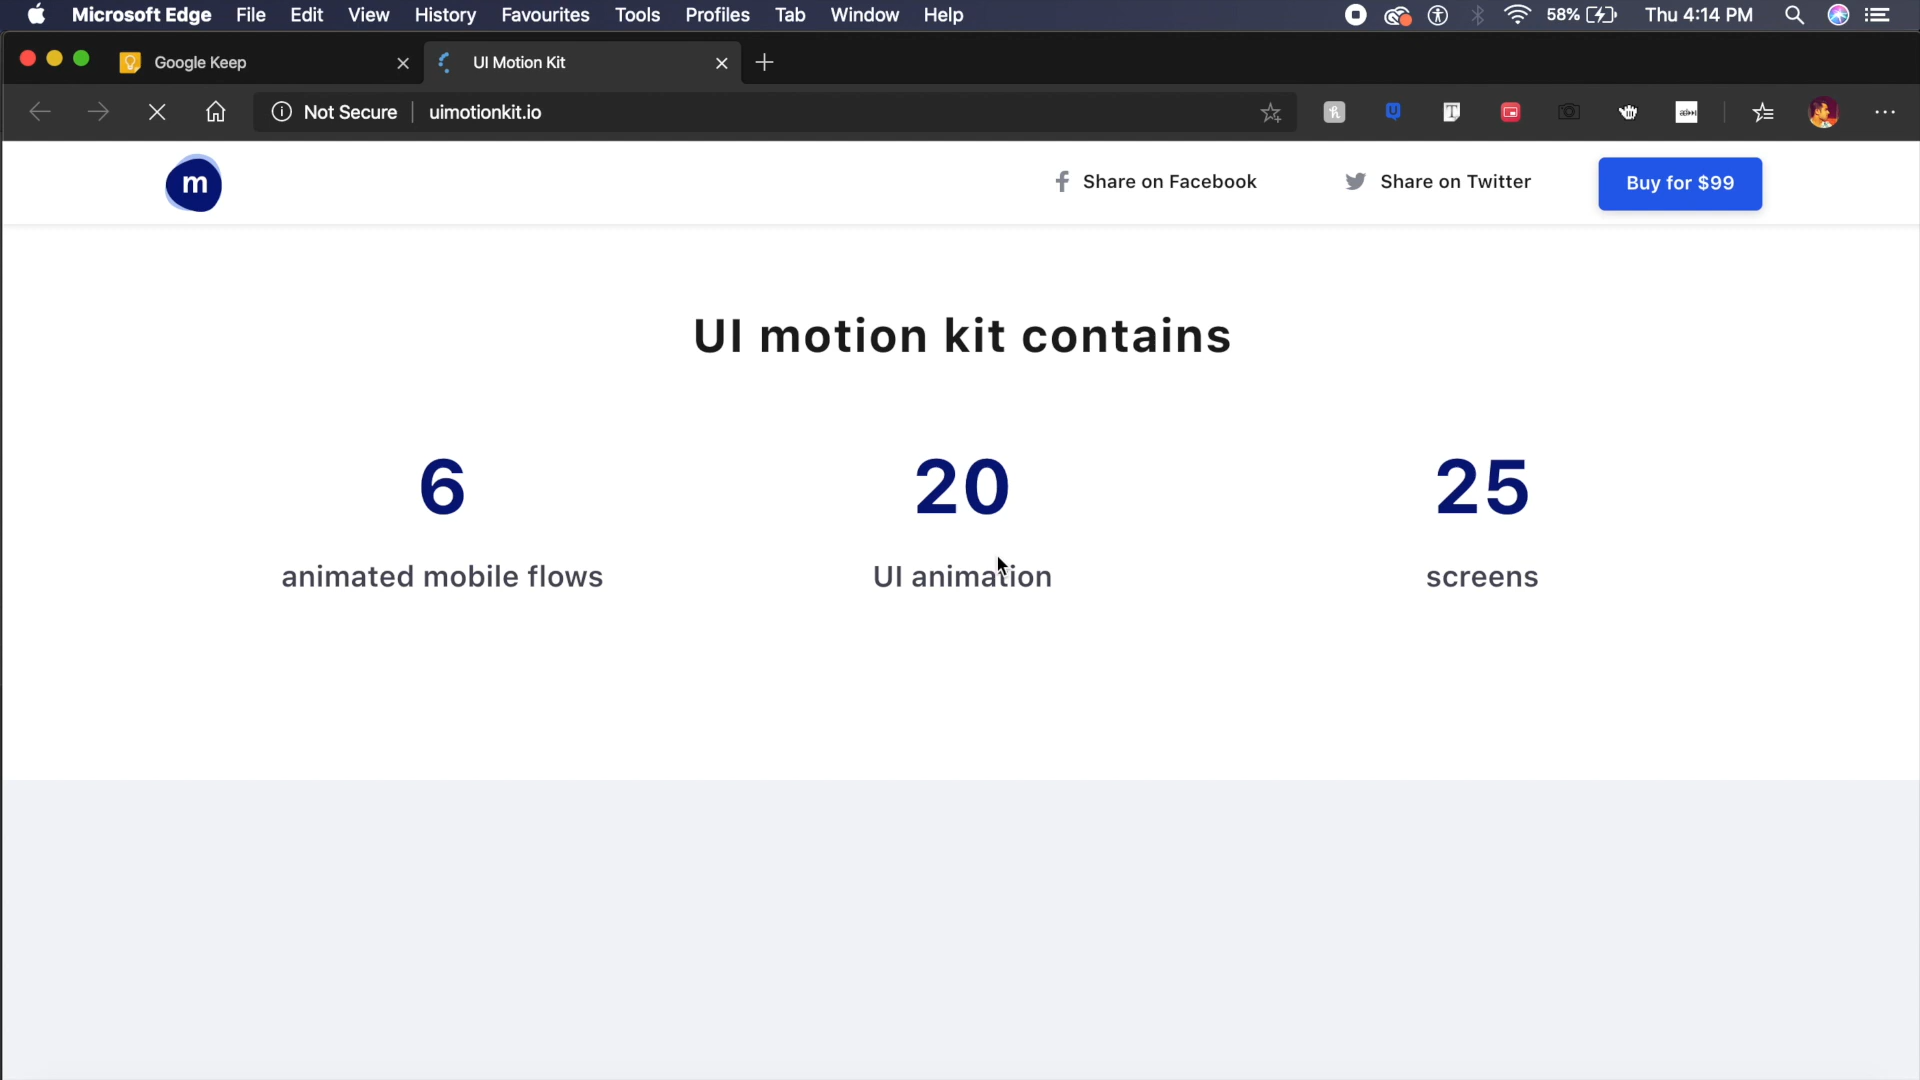 Microsoft Edge File Edit View History Favourites Tools Profiles Tab Window Help 58% Thu 4:14 PM
Google Keep UI Motion Kit
Not Secure uimotionkit.io
m Share on Facebook Share on Twitter Buy for $99
UI motion kit contains
6 20 25
animated mobile flows UI animation screens